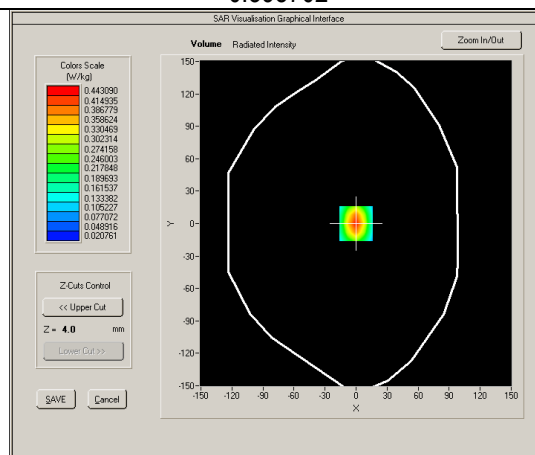 SAR Visualisation Graphical Interface
Volume Radiated Intensity
Zoom In/Out
Colors Scale
(W/kg)
0.443090
0.414935
0.386779
0.358624
0.330469
0.302314
0.274158
0.246003
0.217848
0.189693
0.161537
0.133382
0.105227
0.077072
0.048916
0.020761
150
120
90
60
30
Y 0
-30
-60
-90
-120
-150
-150 -120 -90 -60 -30 0 30 60 90 120 150
X
Z-Cuts Control
<< Upper Cut
Z = 4.0 mm
Lower Cut >>
SAVE Cancel